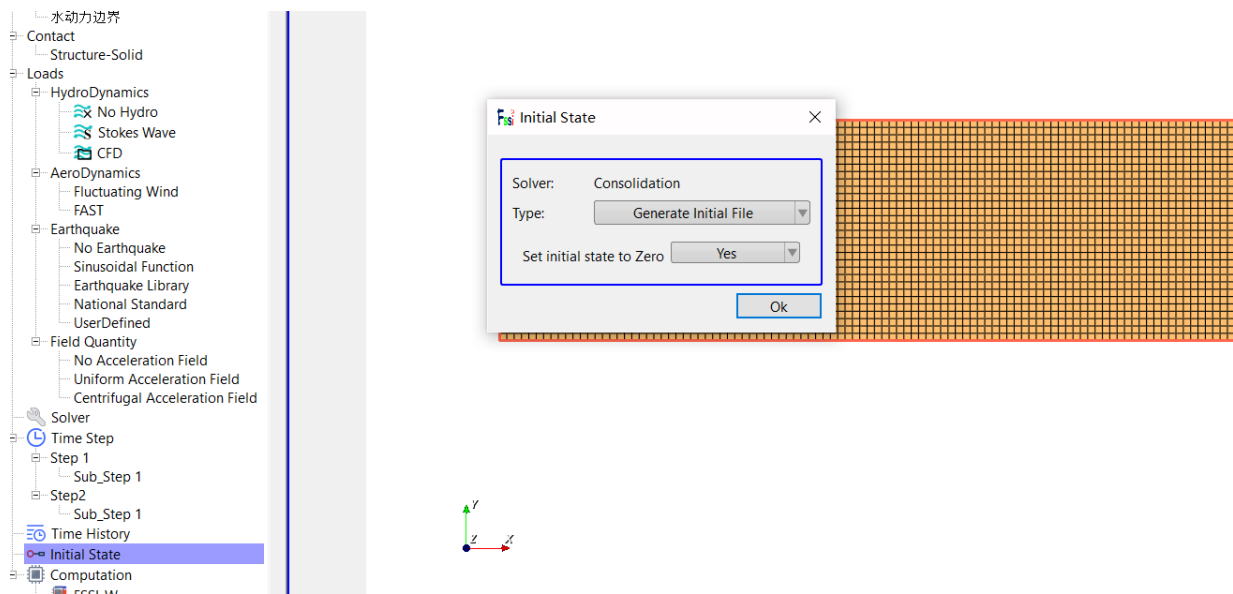 水动力边界
Contact
Structure-Solid
Loads
HydroDynamics
No Hydro
Stokes Wave
CFD
AeroDynamics
Fluctuating Wind
FAST
Earthquake
No Earthquake
Sinusoidal Function
Earthquake Library
National Standard
UserDefined
Field Quantity
No Acceleration Field
Uniform Acceleration Field
Centrifugal Acceleration Field
Solver
Time Step
Step 1
Sub_Step 1
Step2
Sub_Step 1
Time History
Initial State
Computation
FSSI-W
Fssi Initial State
Solver: Consolidation
Type: Generate Initial File
Set initial state to Zero Yes
Ok
Y
Z X